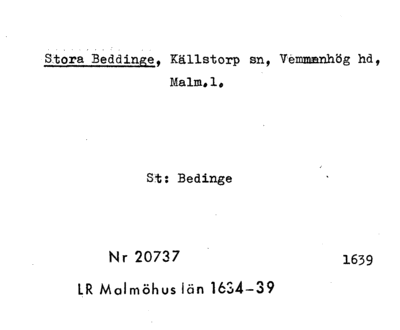 Stora Beddinge, Källstorp sn, Vemmenhög hd,
Malm.l.
St: Bedinge
Nr 20737 1639
LR Malmöhus län 1634-39